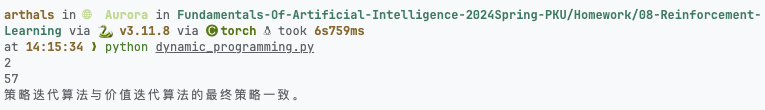 arthals in 🌐 Aurora in Fundamentals-Of-Artificial-Intelligence-2024Spring-PKU/Homework/08-Reinforcement-
Learning via 🐍 v3.11.8 via torch took 6s759ms
at 14:15:34 ❯ python dynamic_programming.py
2
57
策略迭代算法与价值迭代算法的最终策略一致。